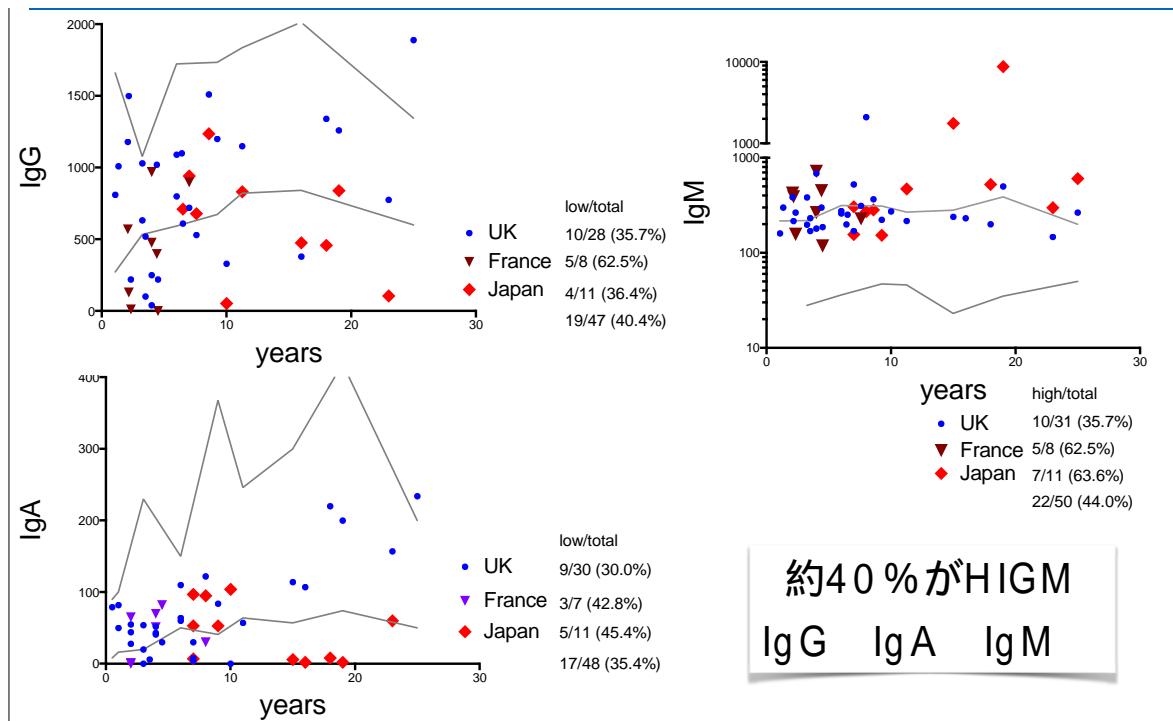 2000
1500
1000
500
0
0
10
20
30
IgG
years
low/total
UK 10/28 (35.7%)
France 5/8 (62.5%)
Japan 4/11 (36.4%)
19/47 (40.4%)
10000
1000
1000
100
10
0
10
20
30
IgM
years
high/total
UK 10/31 (35.7%)
France 5/8 (62.5%)
Japan 7/11 (63.6%)
22/50 (44.0%)
400
300
200
100
0
0
10
20
30
IgA
years
low/total
UK 9/30 (30.0%)
France 3/7 (42.8%)
Japan 5/11 (45.4%)
17/48 (35.4%)
約40%がHIGM
IgG IgA IgM